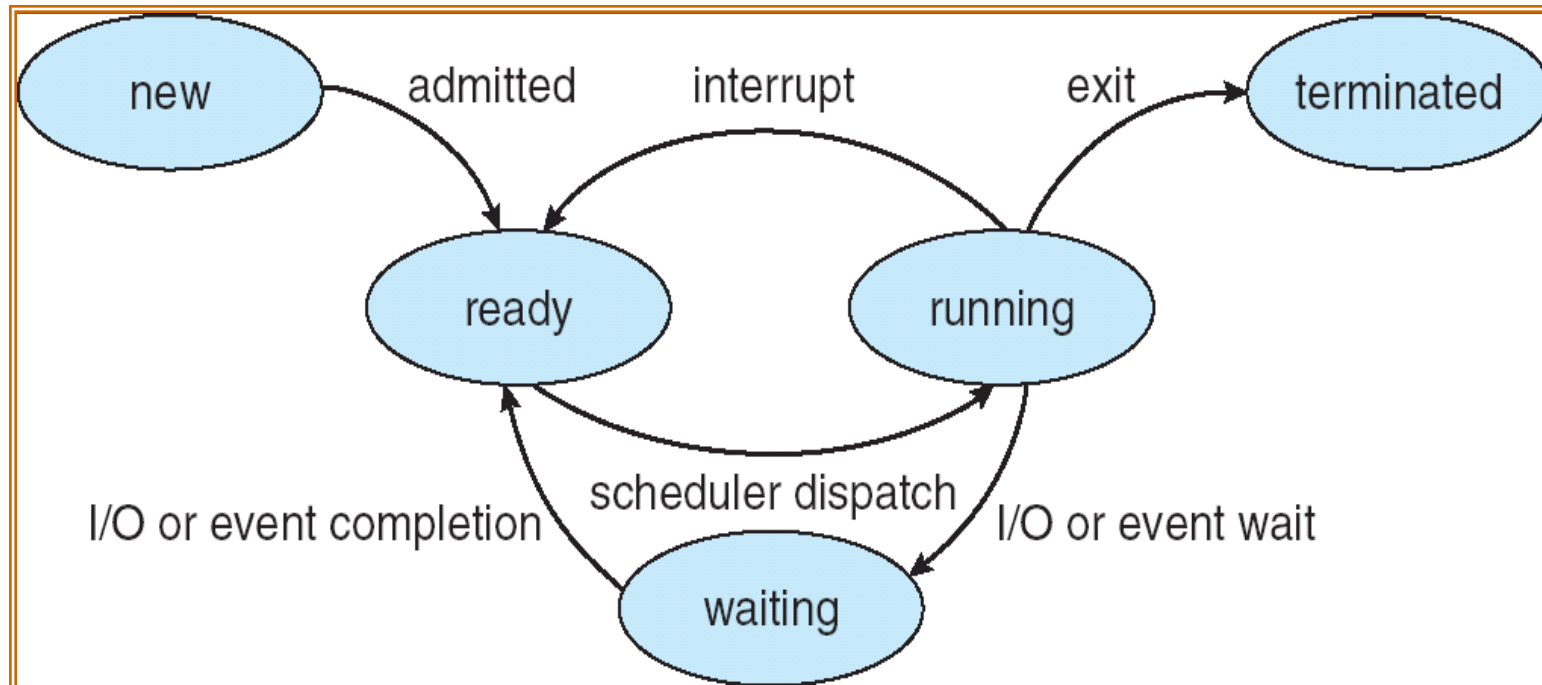 new
admitted
interrupt
exit
terminated
ready
running
scheduler dispatch
I/O or event completion
I/O or event wait
waiting